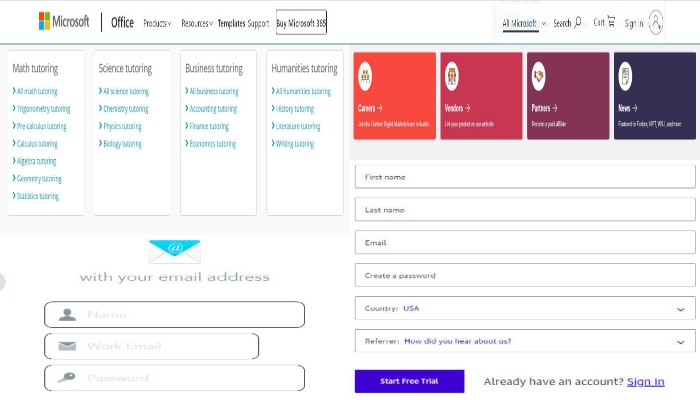 Microsoft Office Products Resources Templates Support Buy Microsoft 365 All Microsoft Search Cart Sign in
Math tutoring
All math tutoring
Trigonometry tutoring
Pre-calculus tutoring
Calculus tutoring
Algebra tutoring
Geometry tutoring
Statistics tutoring
Science tutoring
All science tutoring
Chemistry tutoring
Physics tutoring
Biology tutoring
Business tutoring
All business tutoring
Accounting tutoring
Finance tutoring
Economics tutoring
Humanities tutoring
All humanities tutoring
History tutoring
Literature tutoring
Writing tutoring
Careers →
Join the Gartner Digital Markets team in Austin
Vendors →
List your product on our website
Partners →
Become a paid affiliate
News →
Featured in Forbes, NYT, WSJ, and more
with your email address
Name
Work Email
Password
First name
Last name
Email
Create a password
Country: USA
Referrer: How did you hear about us?
Start Free Trial Already have an account? Sign In